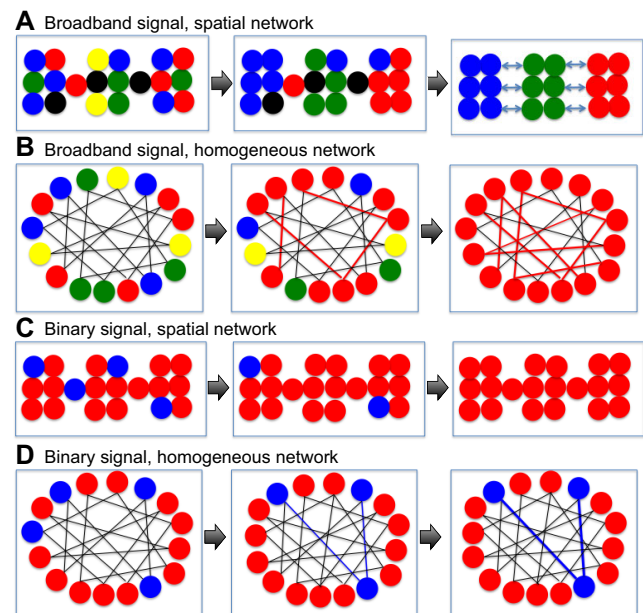 A Broadband signal, spatial network
B Broadband signal, homogeneous network
C Binary signal, spatial network
D Binary signal, homogeneous network